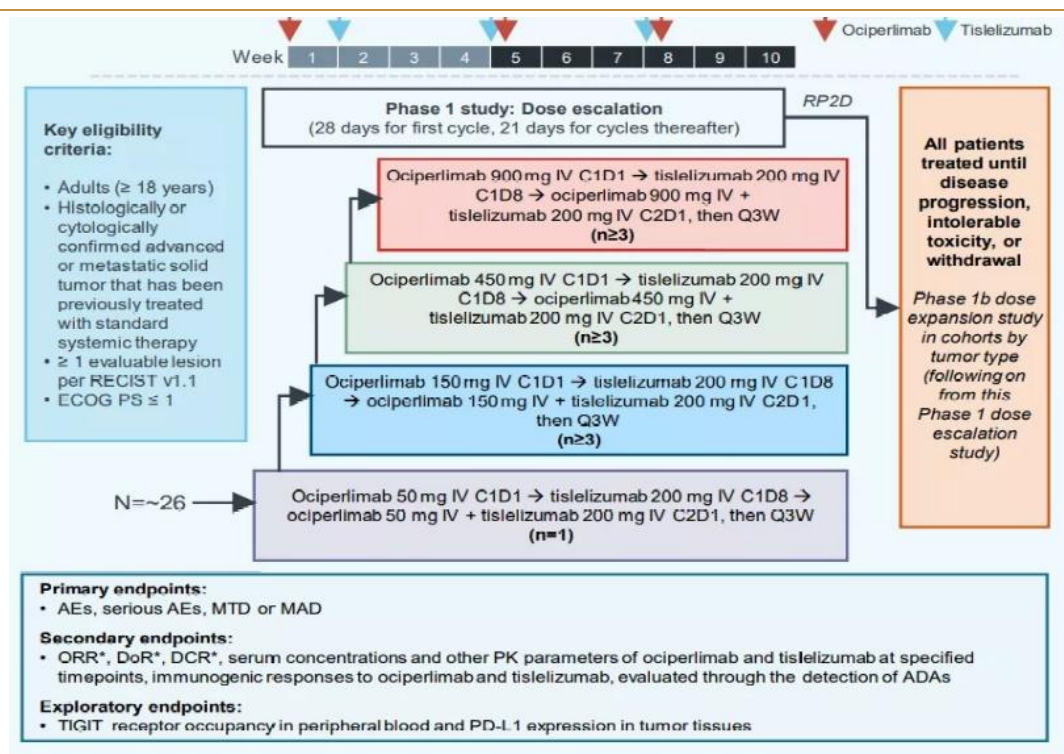 Ociperlimab Tislelizumab
Week 1 2 3 4 5 6 7 8 9 10
Key eligibility
criteria:
• Adults (≥ 18 years)
• Histologically or
cytologically
confirmed advanced
or metastatic solid
tumor that has been
previously treated
with standard
systemic therapy
• ≥ 1 evaluable lesion
per RECIST v1.1
• ECOG PS ≤ 1
Phase 1 study: Dose escalation
(28 days for first cycle, 21 days for cycles thereafter)
RP2D
Ociperlimab 900 mg IV C1D1 → tislelizumab 200 mg IV
C1D8 → ociperlimab 900 mg IV +
tislelizumab 200 mg IV C2D1, then Q3W
(n≥3)
Ociperlimab 450 mg IV C1D1 → tislelizumab 200 mg IV
C1D8 → ociperlimab 450 mg IV +
tislelizumab 200 mg IV C2D1, then Q3W
(n≥3)
Ociperlimab 150 mg IV C1D1 → tislelizumab 200 mg IV C1D8
→ ociperlimab 150 mg IV + tislelizumab 200 mg IV C2D1,
then Q3W
(n≥3)
N=~26
Ociperlimab 50 mg IV C1D1 → tislelizumab 200 mg IV C1D8 →
ociperlimab 50 mg IV + tislelizumab 200 mg IV C2D1, then Q3W
(n=1)
All patients
treated until
disease
progression,
intolerable
toxicity, or
withdrawal
Phase 1b dose
expansion study
in cohorts by
tumor type
(following on
from this
Phase 1 dose
escalation
study)
Primary endpoints:
• AEs, serious AEs, MTD or MAD
Secondary endpoints:
• ORR*, DoR*, DCR*, serum concentrations and other PK parameters of ociperlimab and tislelizumab at specified
timepoints, immunogenic responses to ociperlimab and tislelizumab, evaluated through the detection of ADAs
Exploratory endpoints:
• TIGIT receptor occupancy in peripheral blood and PD-L1 expression in tumor tissues